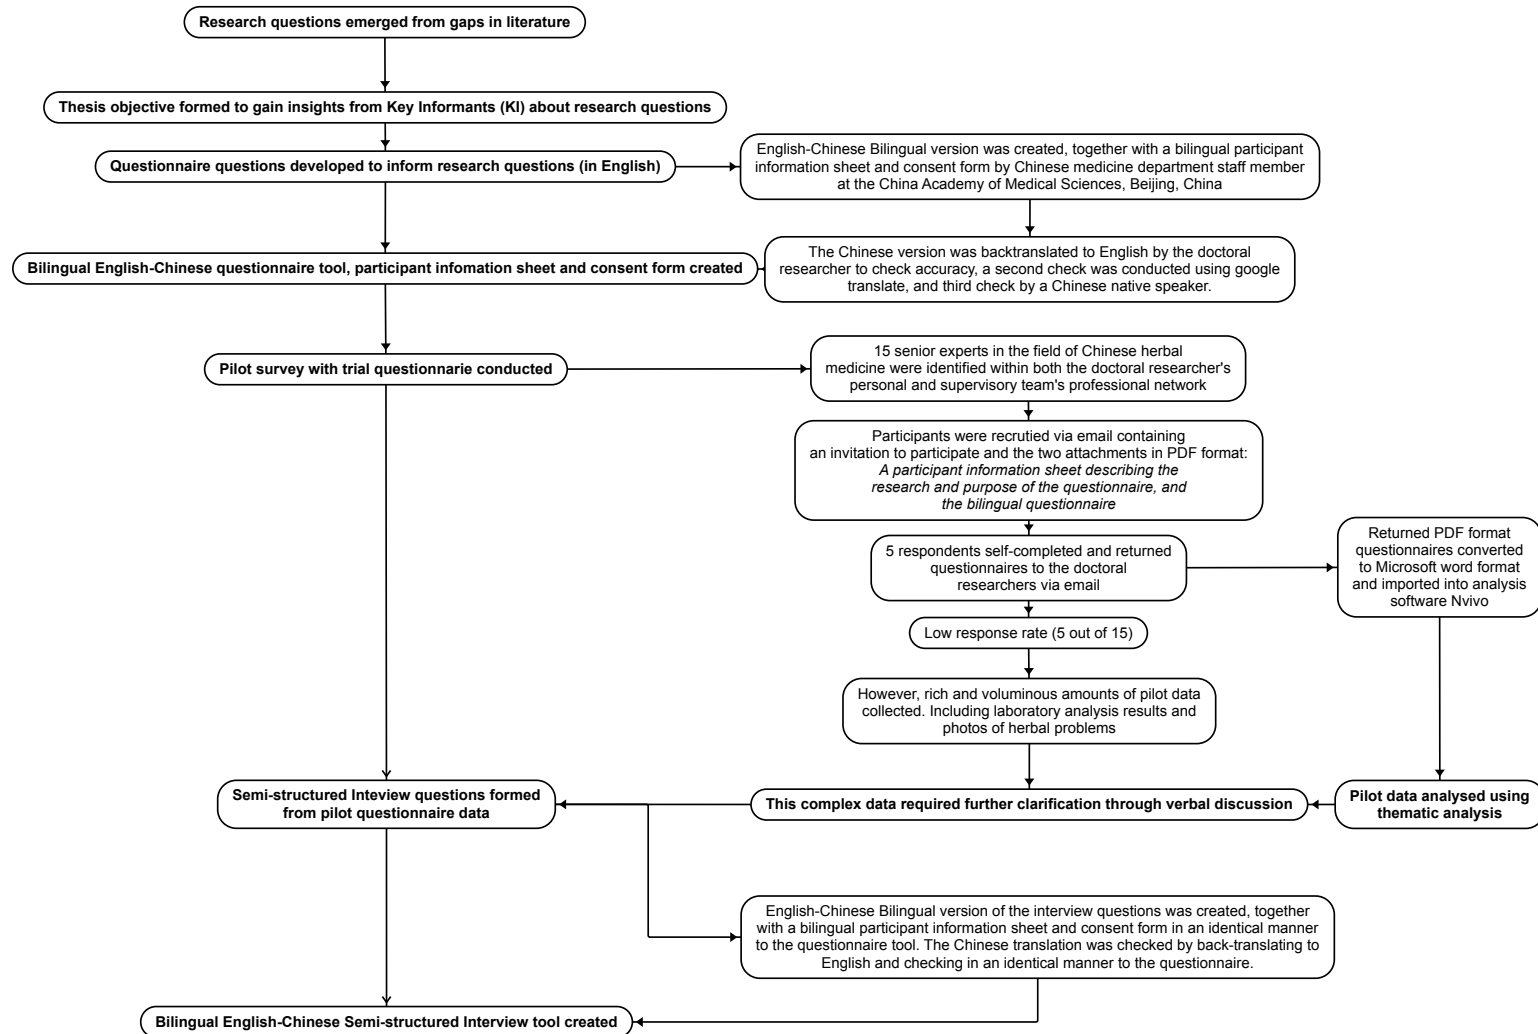 Research questions emerged from gaps in literature
Thesis objective formed to gain insights from Key Informants (KI) about research questions
Questionnaire questions developed to inform research questions (in English)
English-Chinese Bilingual version was created, together with a bilingual participant
information sheet and consent form by Chinese medicine department staff member
at the China Academy of Medical Sciences, Beijing, China
The Chinese version was backtranslated to English by the doctoral
researcher to check accuracy, a second check was conducted using google
translate, and third check by a Chinese native speaker.
Bilingual English-Chinese questionnaire tool, participant infomation sheet and consent form created
Pilot survey with trial questionnarie conducted
15 senior experts in the field of Chinese herbal
medicine were identified within both the doctoral researcher's
personal and supervisory team's professional network
Participants were recrutied via email containing
an invitation to participate and the two attachments in PDF format:
A participant information sheet describing the
research and purpose of the questionnaire, and
the bilingual questionnaire
5 respondents self-completed and returned
questionnaires to the doctoral
researchers via email
Returned PDF format
questionnaires converted
to Microsoft word format
and imported into analysis
software Nvivo
Low response rate (5 out of 15)
However, rich and voluminous amounts of pilot data
collected. Including laboratory analysis results and
photos of herbal problems
Semi-structured Inteview questions formed
from pilot questionnaire data
This complex data required further clarification through verbal discussion
Pilot data analysed using
thematic analysis
English-Chinese Bilingual version of the interview questions was created, together
with a bilingual participant information sheet and consent form in an identical manner
to the questionnaire tool. The Chinese translation was checked by back-translating to
English and checking in an identical manner to the questionnaire.
Bilingual English-Chinese Semi-structured Interview tool created